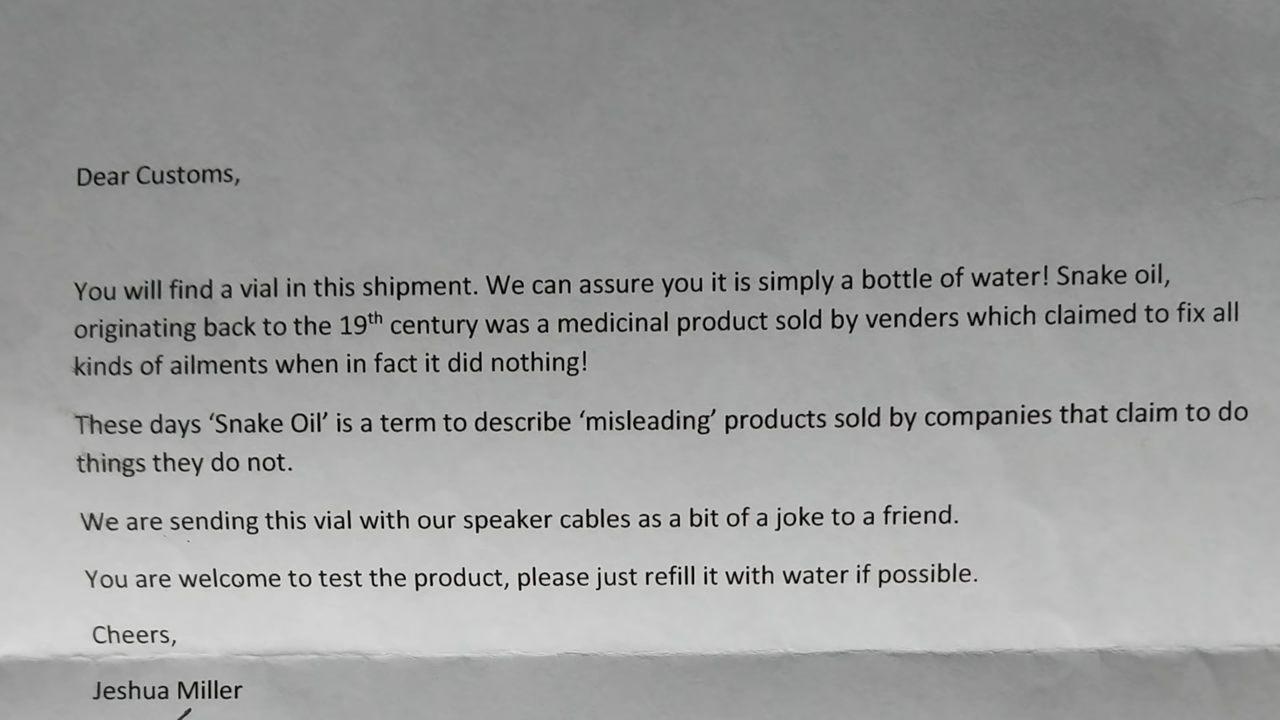 Dear Customs,
You will find a vial in this shipment. We can assure you it is simply a bottle of water! Snake oil,
originating back to the 19th century was a medicinal product sold by venders which claimed to fix all
kinds of ailments when in fact it did nothing!
These days ‘Snake Oil’ is a term to describe ‘misleading’ products sold by companies that claim to do
things they do not.
We are sending this vial with our speaker cables as a bit of a joke to a friend.
You are welcome to test the product, please just refill it with water if possible.
Cheers,
Jeshua Miller